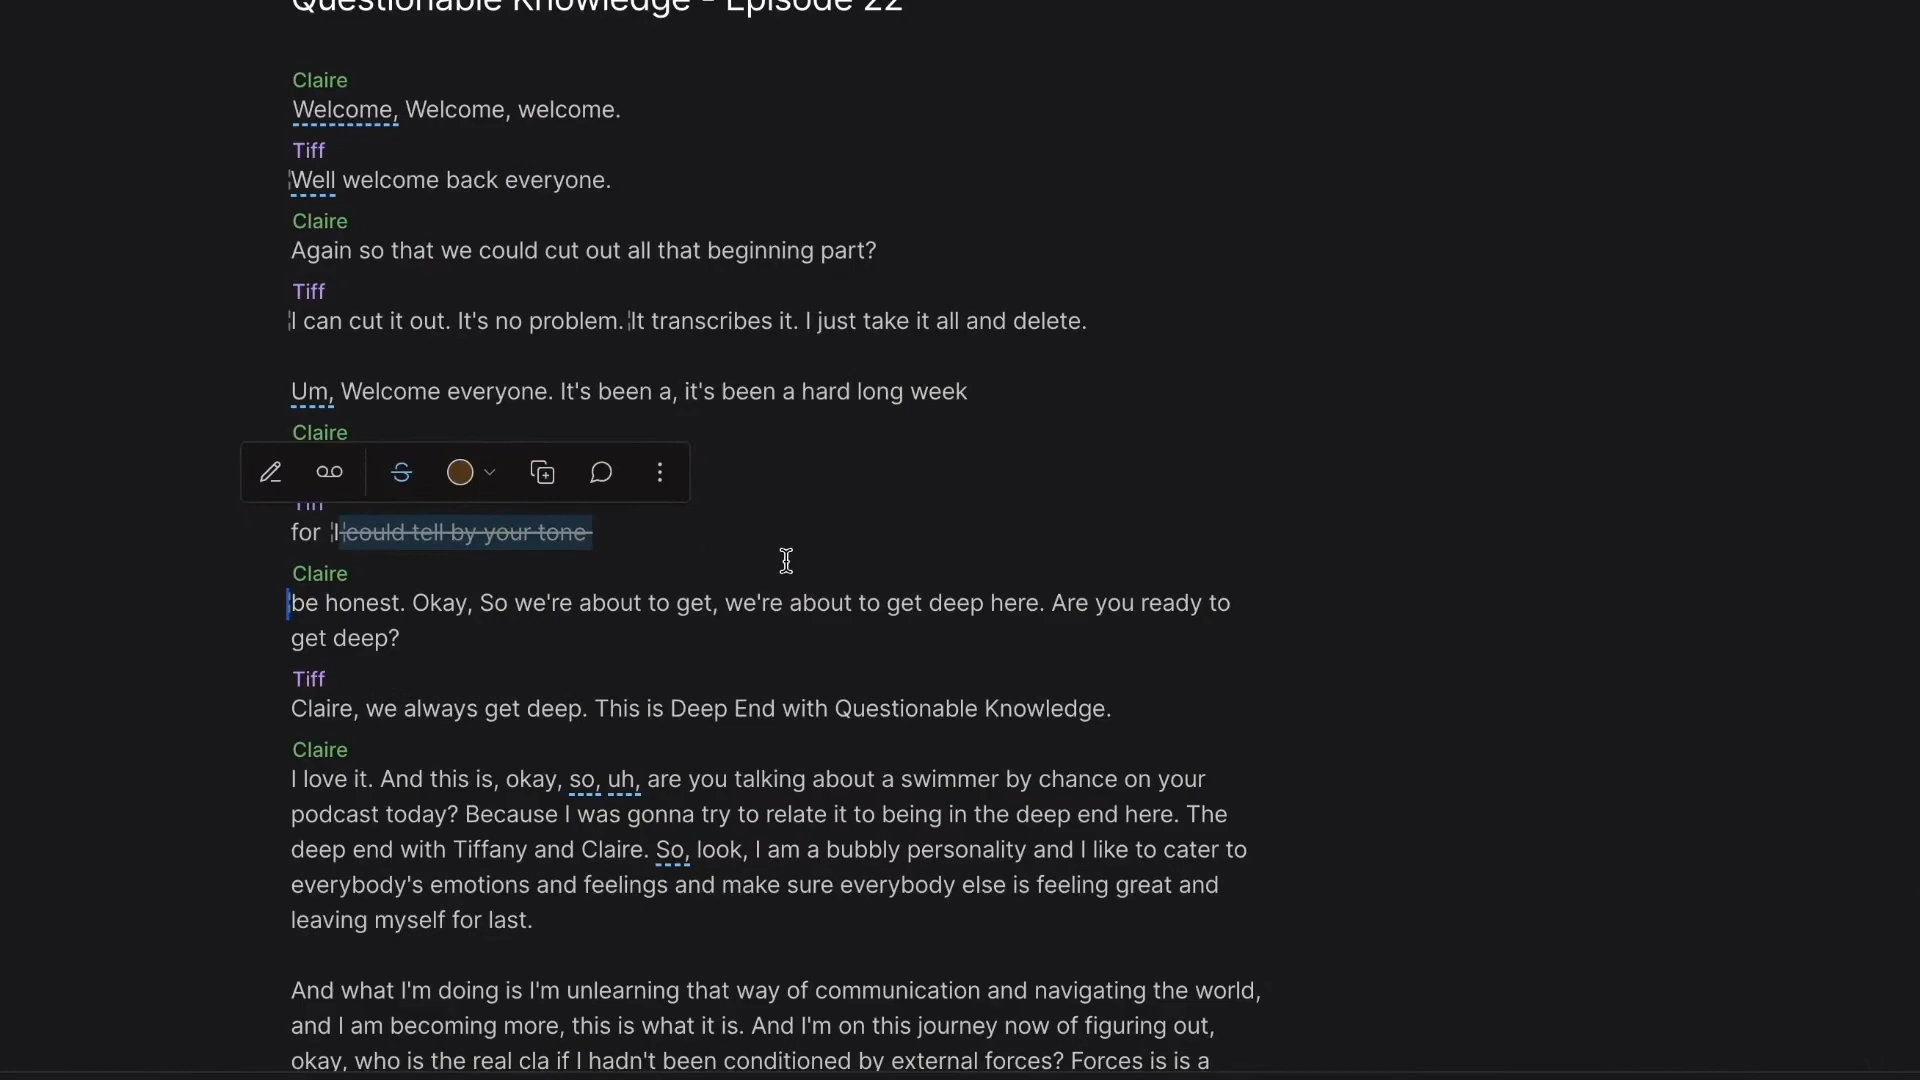 Questionable Knowledge - Episode 22
Claire
Welcome, Welcome, welcome.
Tiff
Well welcome back everyone.
Claire
Again so that we could cut out all that beginning part?
Tiff
I can cut it out. It's no problem. It transcribes it. I just take it all and delete.
Um, Welcome everyone. It's been a, it's been a hard long week
Claire
Tiff
for I could tell by your tone
Claire
be honest. Okay, So we're about to get, we're about to get deep here. Are you ready to
get deep?
Tiff
Claire, we always get deep. This is Deep End with Questionable Knowledge.
Claire
I love it. And this is, okay, so, uh, are you talking about a swimmer by chance on your
podcast today? Because I was gonna try to relate it to being in the deep end here. The
deep end with Tiffany and Claire. So, look, I am a bubbly personality and I like to cater to
everybody's emotions and feelings and make sure everybody else is feeling great and
leaving myself for last.
And what I'm doing is I'm unlearning that way of communication and navigating the world,
and I am becoming more, this is what it is. And I'm on this journey now of figuring out,
okay, who is the real cla if I hadn't been conditioned by external forces? Forces is is a